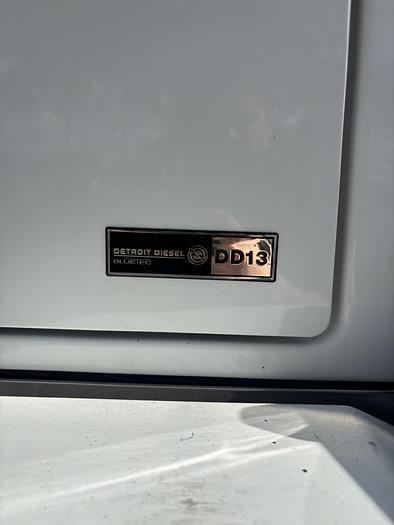 DETROIT DIESEL DD13
BLUETEC